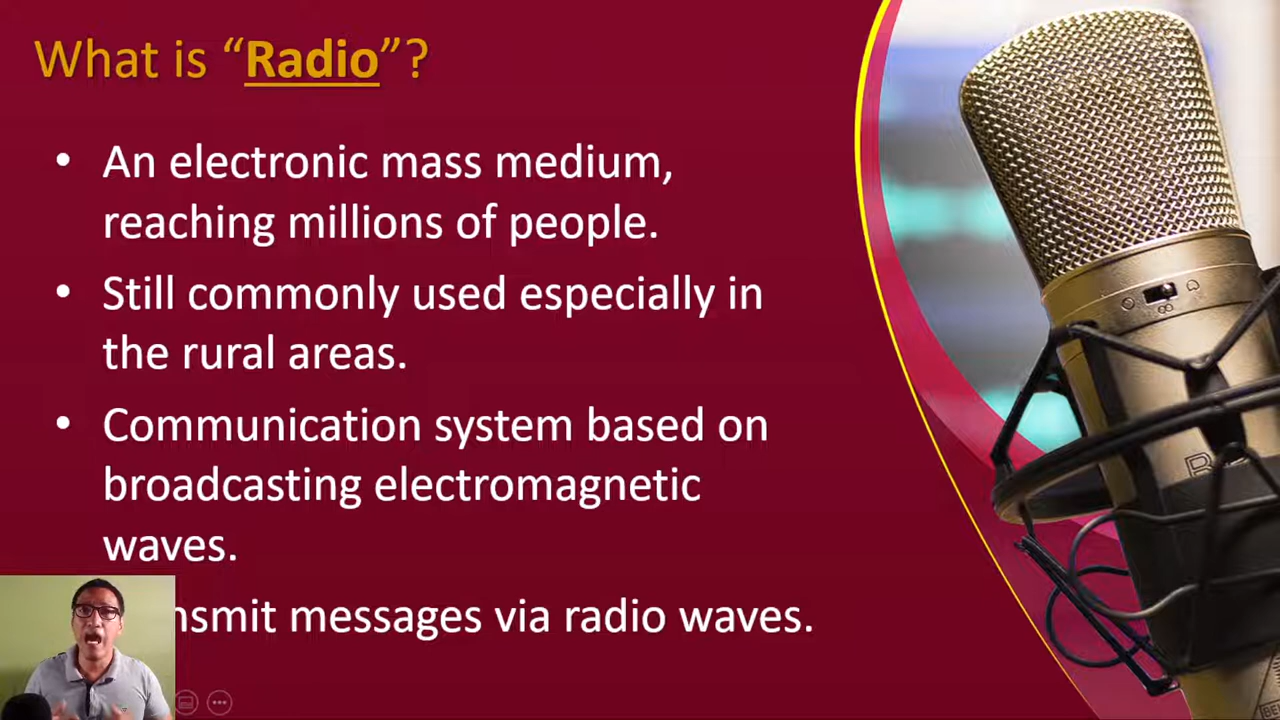 What is “Radio”?
• An electronic mass medium,
reaching millions of people.
• Still commonly used especially in
the rural areas.
• Communication system based on
broadcasting electromagnetic
waves.
messages via radio waves.